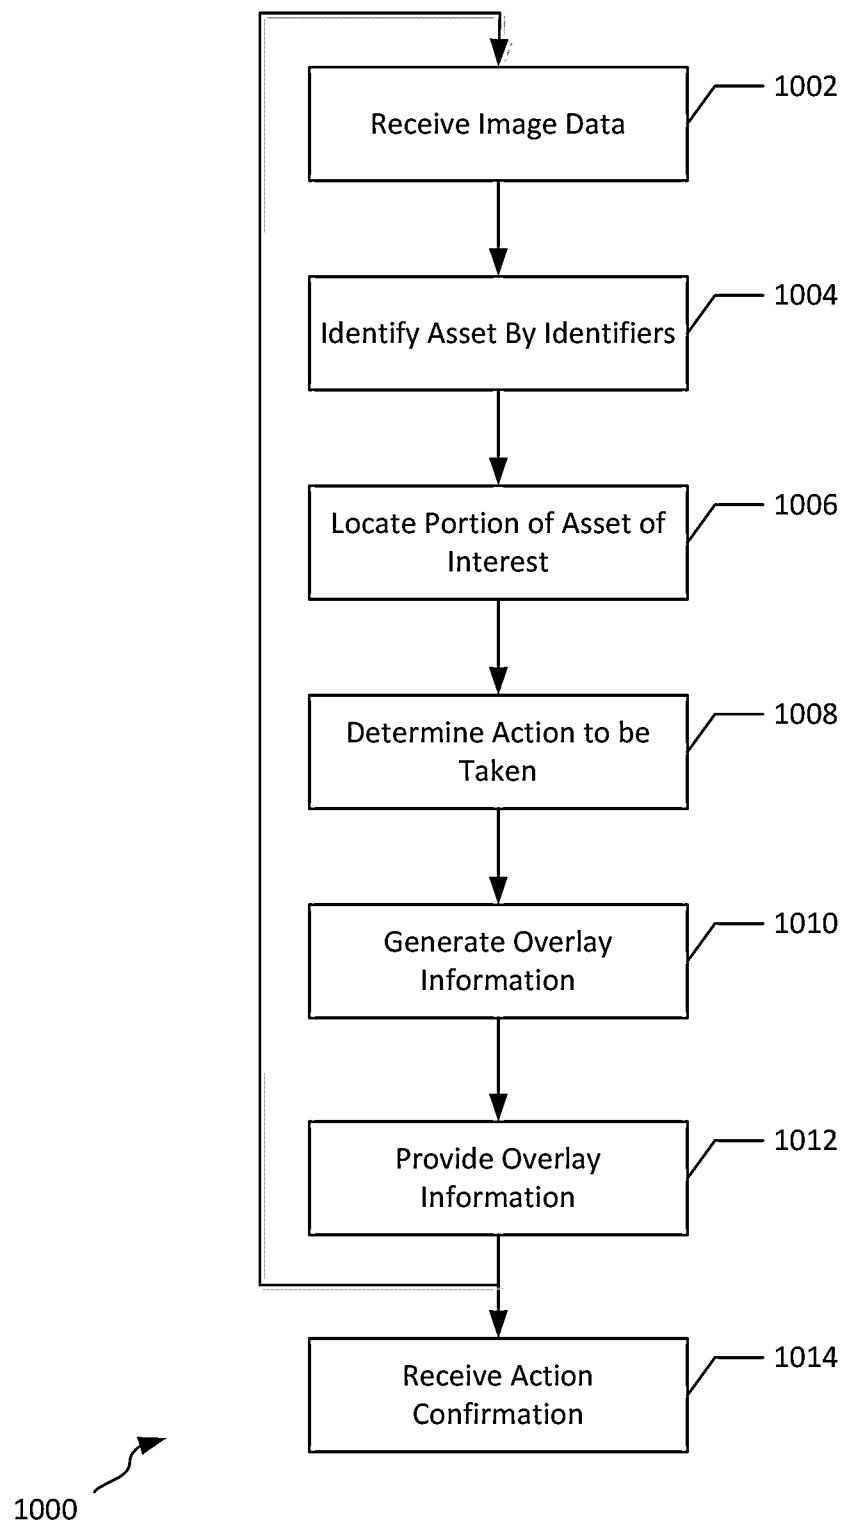 Receive Image Data
1002
Identify Asset By Identifiers
1004
Locate Portion of Asset of
Interest
1006
Determine Action to be
Taken
1008
Generate Overlay
Information
1010
Provide Overlay
Information
1012
Receive Action
Confirmation
1014
1000